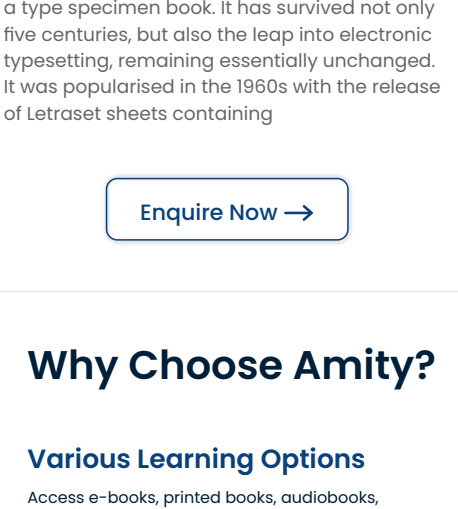 a type specimen book. It has survived not only
five centuries, but also the leap into electronic
typesetting, remaining essentially unchanged.
It was popularised in the 1960s with the release
of Letraset sheets containing
Enquire Now →
Why Choose Amity?
Various Learning Options
Access e-books, printed books, audiobooks,